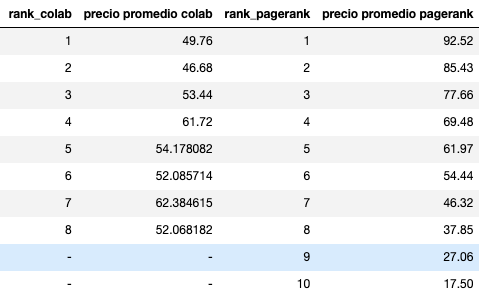 rank_colab precio promedio colab rank_pagerank precio promedio pagerank
1 49.76 1 92.52
2 46.68 2 85.43
3 53.44 3 77.66
4 61.72 4 69.48
5 54.178082 5 61.97
6 52.085714 6 54.44
7 62.384615 7 46.32
8 52.068182 8 37.85
- - 9 27.06
- - 10 17.50